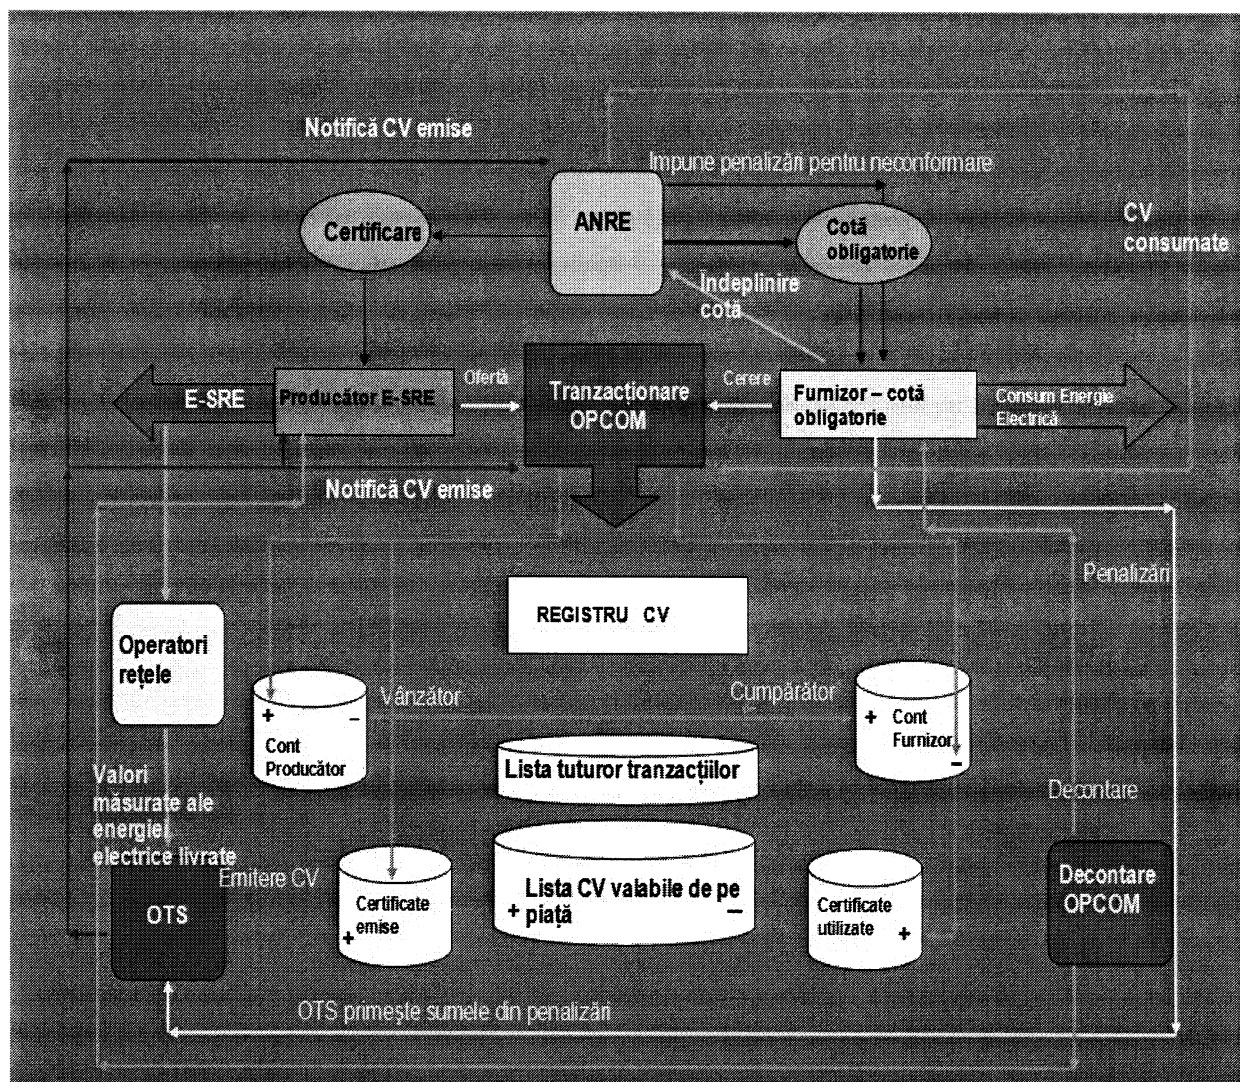 Notifică CV emise
Impune penalizări pentru neconformare
Certificare
ANRE
Cotă
obligatorie
CV
consumate
Îndeplinire
cotă
E-SRE
Producător E-SRE
Ofertă
Tranzacționare
OPCOM
Cerere
Furnizor – cotă
obligatorie
Consum Energie
Electrică
Notifică CV emise
Penalizări
REGISTRU CV
Operatori
rețele
Vânzător
Cumpărător
+ –
Cont
Producător
+ Cont
Furnizor
–
Lista tuturor tranzacțiilor
Valori
măsurate ale
energiei
electrice livrate
Decontare
Emitere CV
OTS
Certificate
emise
+
Lista CV valabile de pe
+ piață –
Certificate
utilizate +
Decontare
OPCOM
OTS primește sumele din penalizări